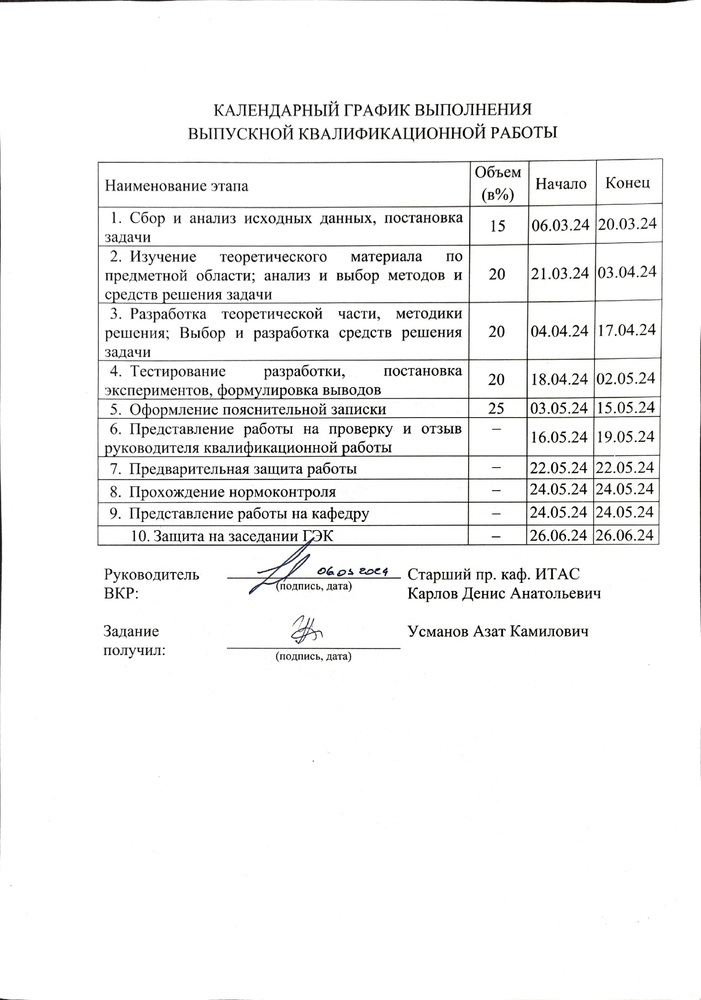 КАЛЕНДАРНЫЙ ГРАФИК ВЫПОЛНЕНИЯ
ВЫПУСКНОЙ КВАЛИФИКАЦИОННОЙ РАБОТЫ
Наименование этапа Объем (в%) Начало Конец
1. Сбор и анализ исходных данных, постановка
задачи 15 06.03.24 20.03.24
2. Изучение теоретического материала по
предметной области; анализ и выбор методов и 20 21.03.24 03.04.24
средств решения задачи
3. Разработка теоретической части, методики
решения; Выбор и разработка средств решения 20 04.04.24 17.04.24
задачи
4. Тестирование разработки, постановка
экспериментов, формулировка выводов 20 18.04.24 02.05.24
5. Оформление пояснительной записки 25 03.05.24 15.05.24
6. Представление работы на проверку и отзыв –
руководителя квалификационной работы 16.05.24 19.05.24
7. Предварительная защита работы – 22.05.24 22.05.24
8. Прохождение нормоконтроля – 24.05.24 24.05.24
9. Представление работы на кафедру – 24.05.24 24.05.24
10. Защита на заседании ГЭК – 26.06.24 26.06.24
Руководитель 06.03 2024 Старший пр. каф. ИТАС
ВКР: (подпись, дата) Карлов Денис Анатольевич
Задание Усманов Азат Камилович
получил: (подпись, дата)